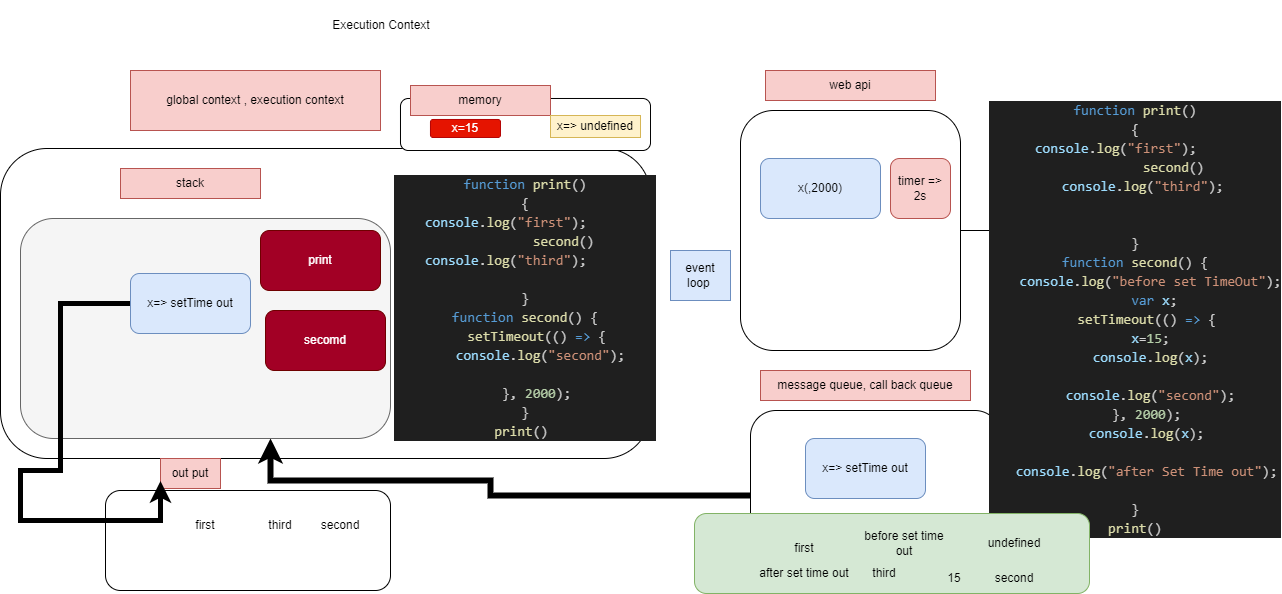 Execution Context
global context , execution context
memory
x=15
x=> undefined
stack
print
x=> setTime out
secomd
function print()
{
console.log("first");
second()
console.log("third");
}
function second() {
setTimeout(() => {
console.log("second");
}, 2000);
}
print()
event
loop
out put
first third second
web api
x(,2000)
timer =>
2s
message queue, call back queue
x=> setTime out
function print()
{
console.log("first");
second()
console.log("third");
}
function second() {
console.log("before set TimeOut");
var x;
setTimeout(() => {
x=15;
console.log(x);
console.log("second");
}, 2000);
console.log(x);
console.log("after Set Time out");
}
print()
first
before set time
out
undefined
after set time out
third
15
second